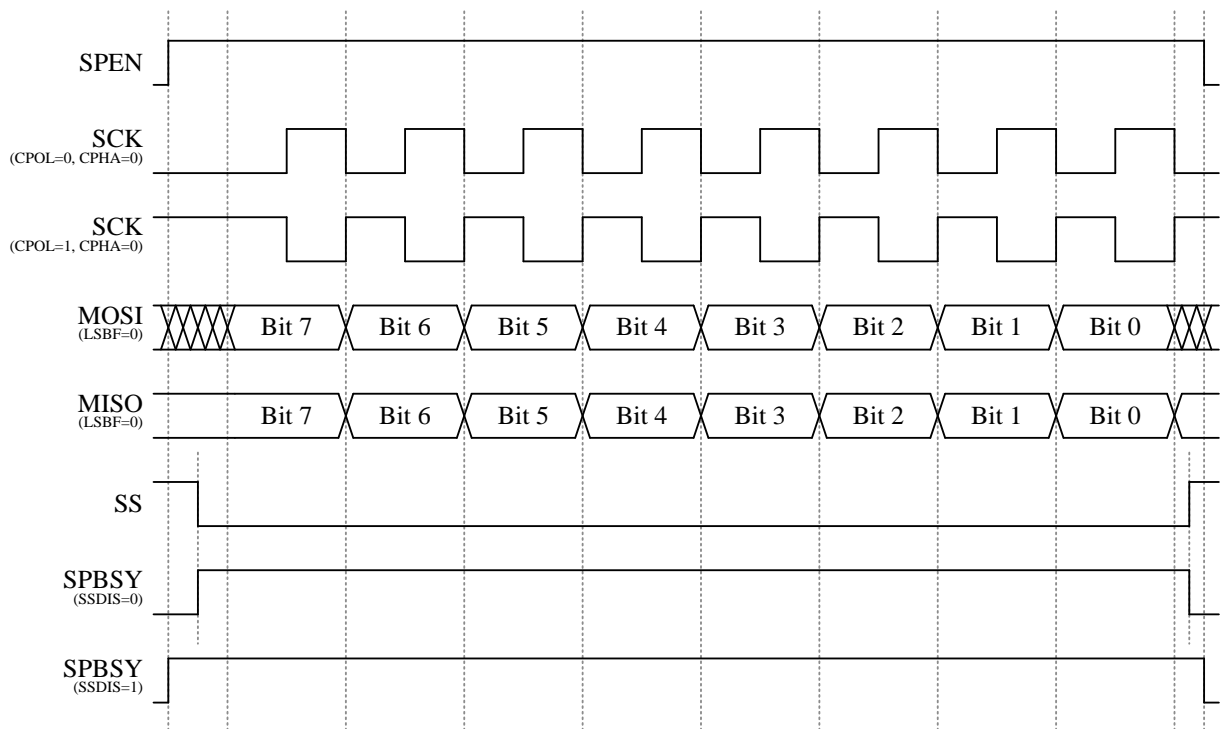 SPEN
SCK
(CPOL=0, CPHA=0)
SCK
(CPOL=1, CPHA=0)
MOSI
(LSBF=0)
Bit 7 Bit 6 Bit 5 Bit 4 Bit 3 Bit 2 Bit 1 Bit 0
MISO
(LSBF=0)
Bit 7 Bit 6 Bit 5 Bit 4 Bit 3 Bit 2 Bit 1 Bit 0
SS
SPBSY
(SSDIS=0)
SPBSY
(SSDIS=1)